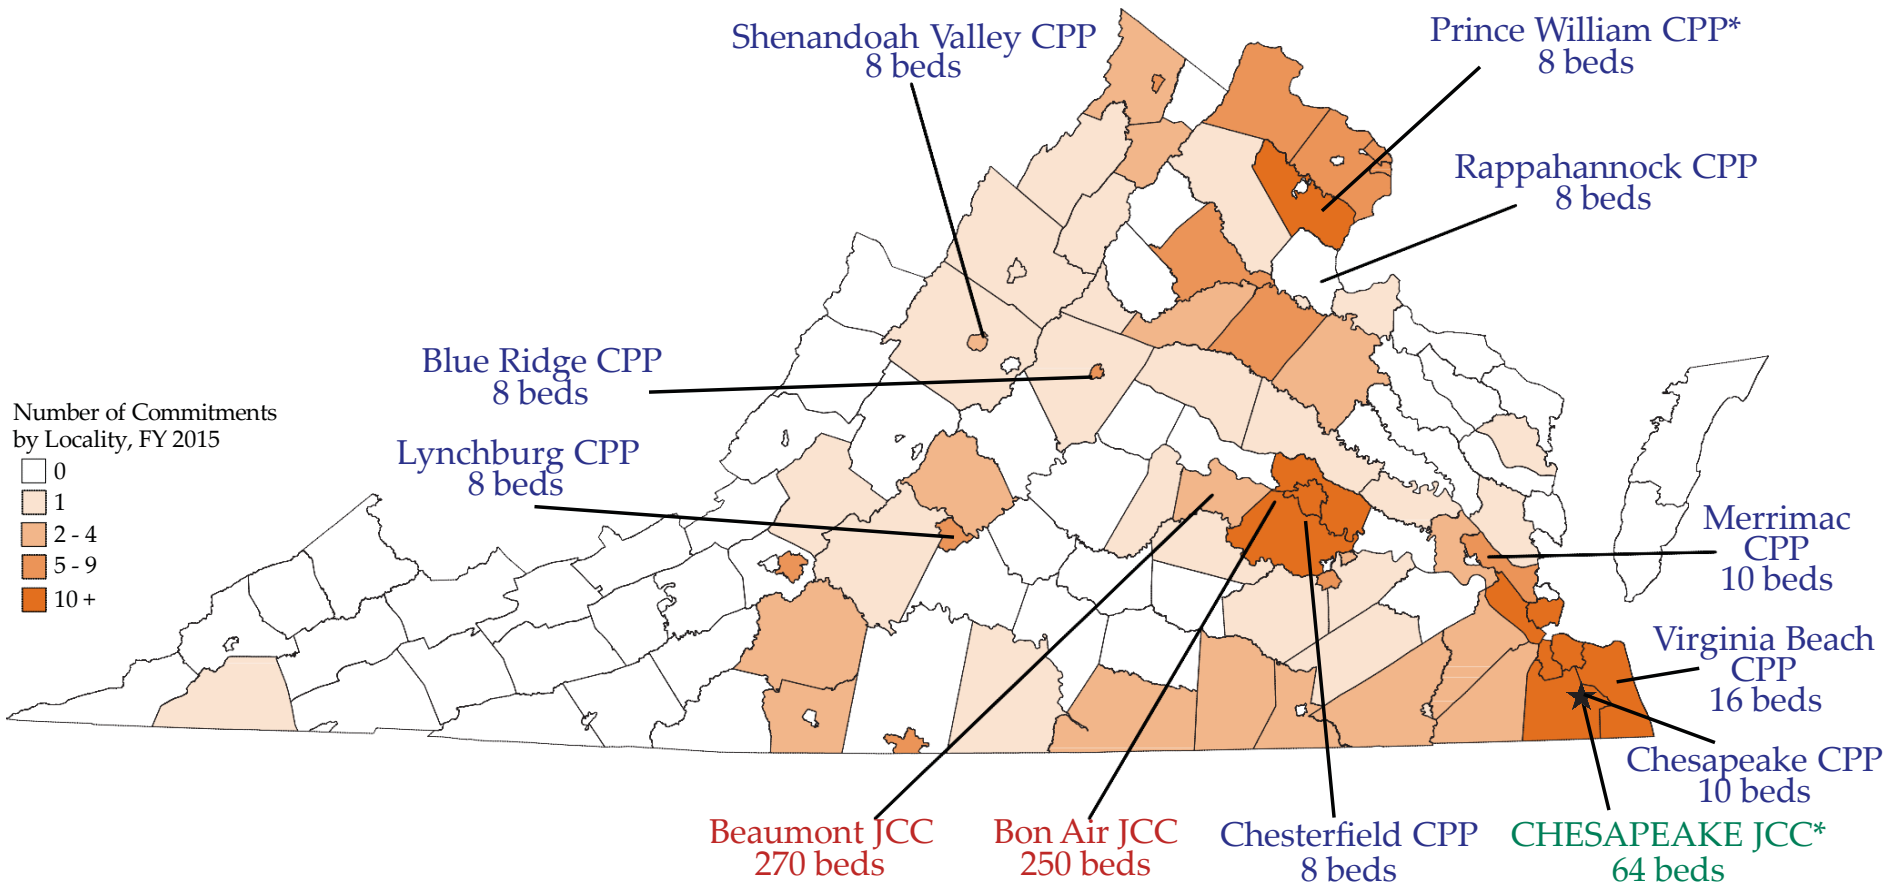 Shenandoah Valley CPP
8 beds
Prince William CPP*
8 beds
Rappahannock CPP
8 beds
Blue Ridge CPP
8 beds
Lynchburg CPP
8 beds
Number of Commitments
by Locality, FY 2015
0
1
2 - 4
5 - 9
10 +
Merrimac
CPP
10 beds
Virginia Beach
CPP
16 beds
Chesapeake CPP
10 beds
Beaumont JCC
270 beds
Bon Air JCC
250 beds
Chesterfield CPP
8 beds
CHESAPEAKE JCC*
64 beds